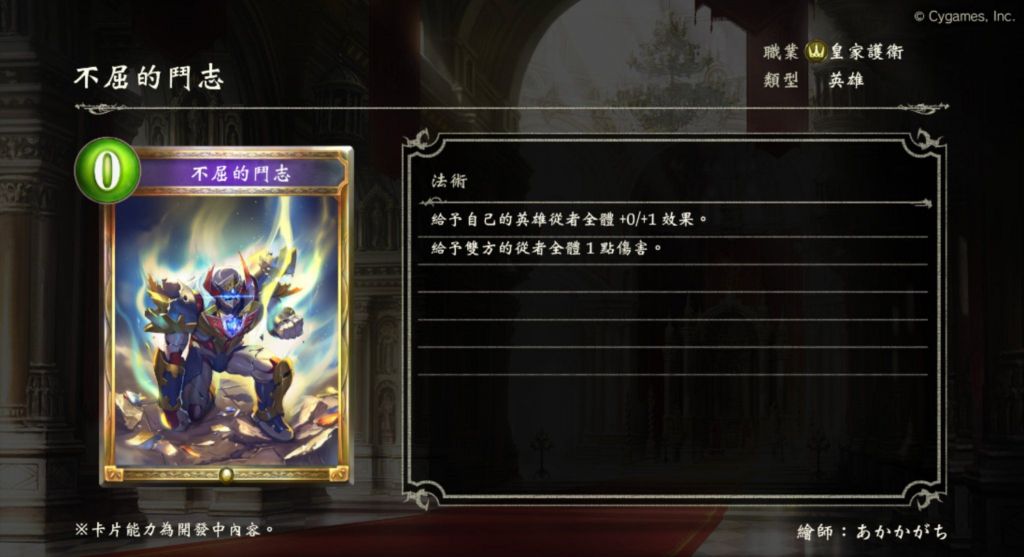 © Cygames, Inc.
不屈的鬥志
職業 皇家護衛
類型 英雄
0
不屈的鬥志
法術
給予自己的英雄從者全體 +0/+1 效果。
給予雙方的從者全體 1 點傷害。
※卡片能力為開發中內容。
繪師：あかかがち